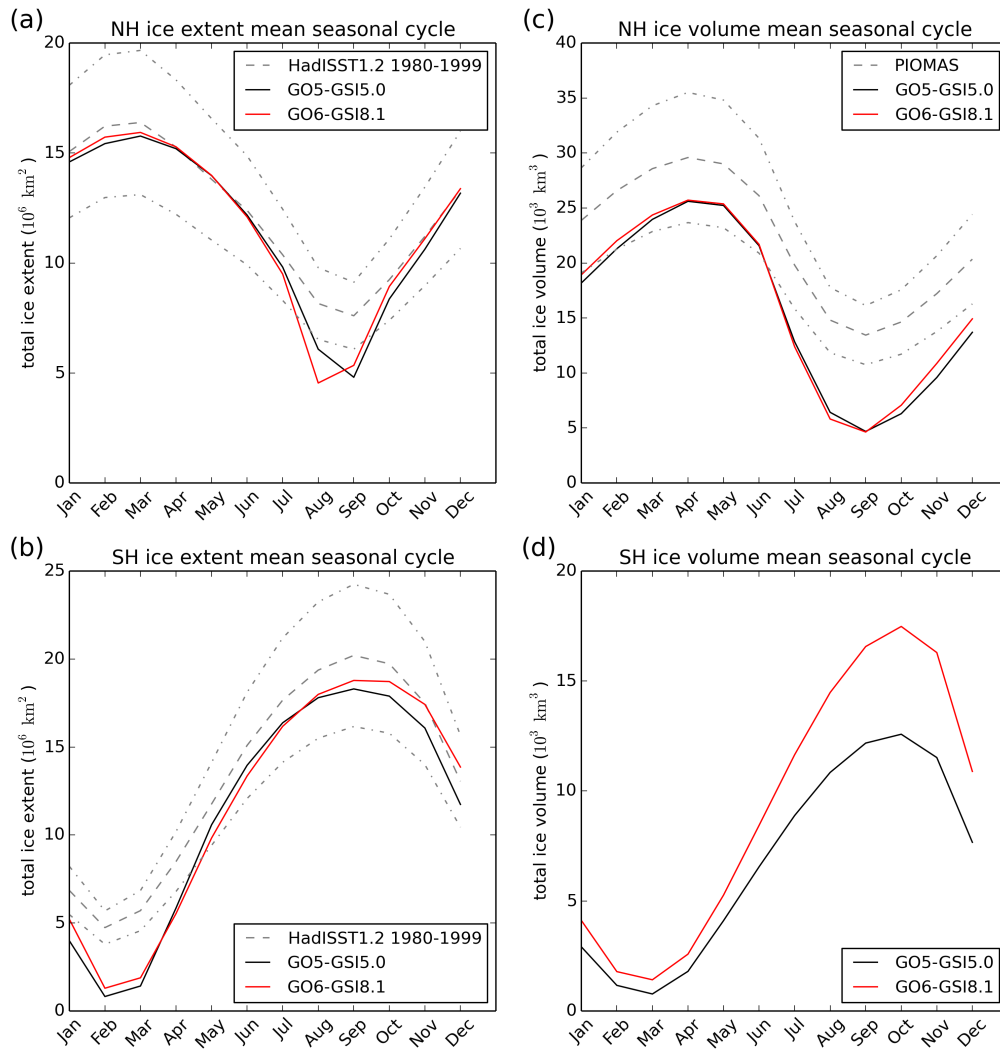 (a)
NH ice extent mean seasonal cycle
20
15
10
5
0
total ice extent (10⁶ km²)
HadISST1.2 1980-1999
GO5-GSI5.0
GO6-GSI8.1
Jan Feb Mar Apr May Jun Jul Aug Sep Oct Nov Dec
(c)
NH ice volume mean seasonal cycle
40
35
30
25
20
15
10
5
0
total ice volume (10³ km³)
PIOMAS
GO5-GSI5.0
GO6-GSI8.1
Jan Feb Mar Apr May Jun Jul Aug Sep Oct Nov Dec
(b)
SH ice extent mean seasonal cycle
25
20
15
10
5
0
total ice extent (10⁶ km²)
HadISST1.2 1980-1999
GO5-GSI5.0
GO6-GSI8.1
Jan Feb Mar Apr May Jun Jul Aug Sep Oct Nov Dec
(d)
SH ice volume mean seasonal cycle
20
15
10
5
0
total ice volume (10³ km³)
GO5-GSI5.0
GO6-GSI8.1
Jan Feb Mar Apr May Jun Jul Aug Sep Oct Nov Dec